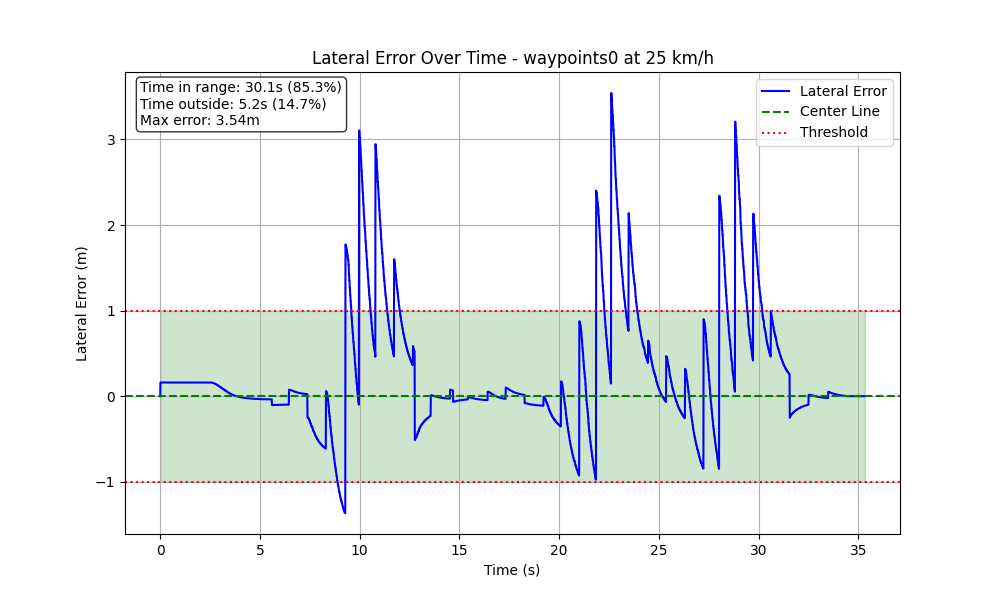 Lateral Error Over Time - waypoints0 at 25 km/h
Time in range: 30.1s (85.3%)
Time outside: 5.2s (14.7%)
Max error: 3.54m
Lateral Error
Center Line
Threshold
Lateral Error (m)
3
2
1
0
−1
0 5 10 15 20 25 30 35
Time (s)